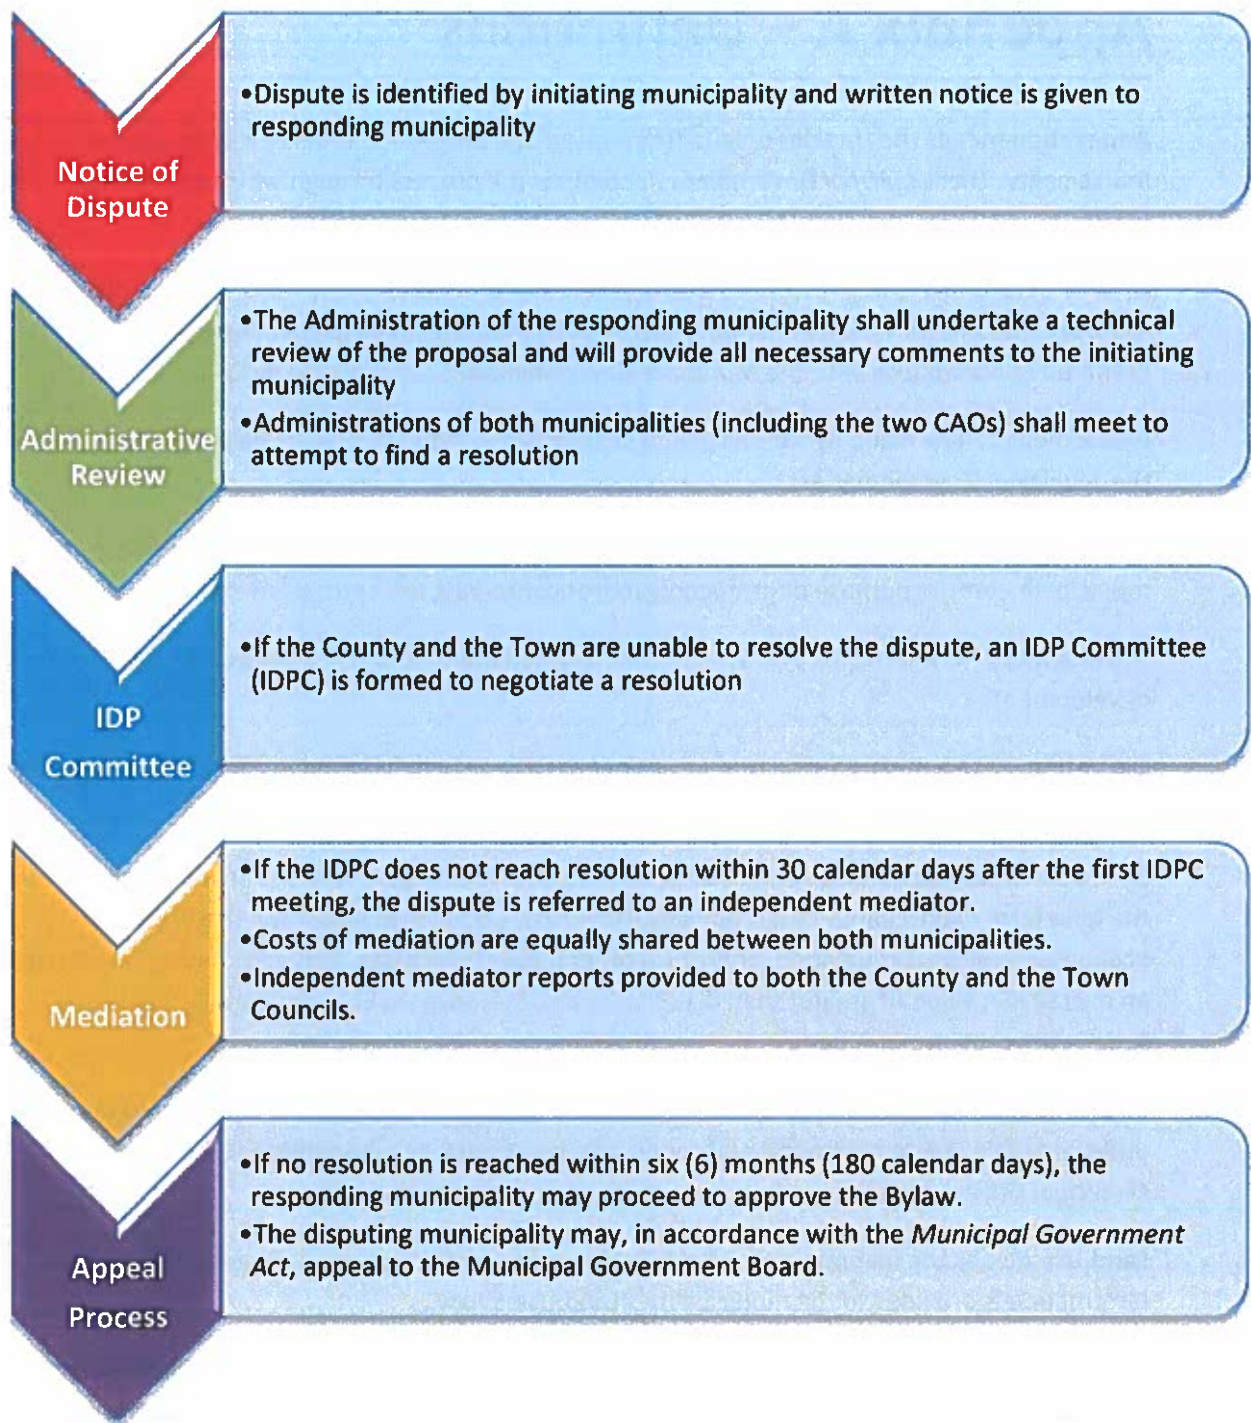 Notice of
Dispute
•Dispute is identified by initiating municipality and written notice is given to
responding municipality
Administrative
Review
•The Administration of the responding municipality shall undertake a technical
review of the proposal and will provide all necessary comments to the initiating
municipality
•Administrations of both municipalities (including the two CAOs) shall meet to
attempt to find a resolution
IDP
Committee
•If the County and the Town are unable to resolve the dispute, an IDP Committee
(IDPC) is formed to negotiate a resolution
Mediation
•If the IDPC does not reach resolution within 30 calendar days after the first IDPC
meeting, the dispute is referred to an independent mediator.
•Costs of mediation are equally shared between both municipalities.
•Independent mediator reports provided to both the County and the Town
Councils.
Appeal
Process
•If no resolution is reached within six (6) months (180 calendar days), the
responding municipality may proceed to approve the Bylaw.
•The disputing municipality may, in accordance with the Municipal Government
Act, appeal to the Municipal Government Board.